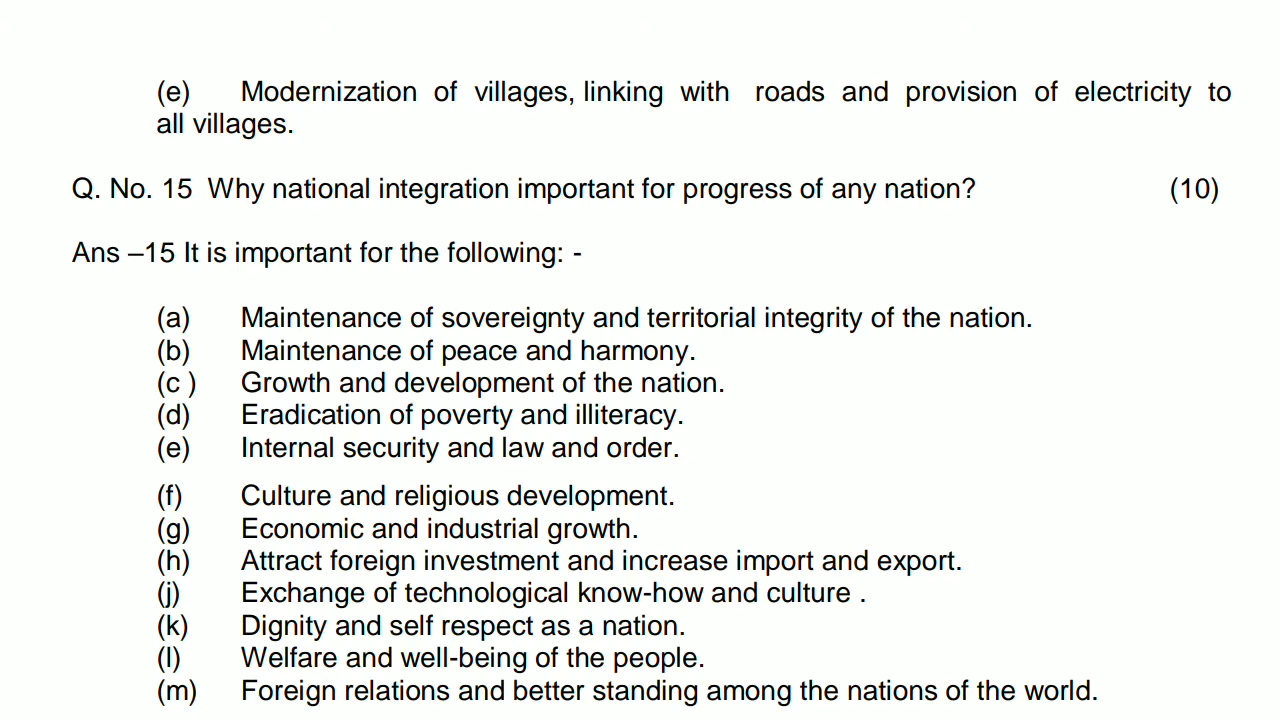 (e) Modernization of villages, linking with roads and provision of electricity to
all villages.
Q. No. 15 Why national integration important for progress of any nation? (10)
Ans –15 It is important for the following: -
(a) Maintenance of sovereignty and territorial integrity of the nation.
(b) Maintenance of peace and harmony.
(c ) Growth and development of the nation.
(d) Eradication of poverty and illiteracy.
(e) Internal security and law and order.
(f) Culture and religious development.
(g) Economic and industrial growth.
(h) Attract foreign investment and increase import and export.
(j) Exchange of technological know-how and culture .
(k) Dignity and self respect as a nation.
(l) Welfare and well-being of the people.
(m) Foreign relations and better standing among the nations of the world.